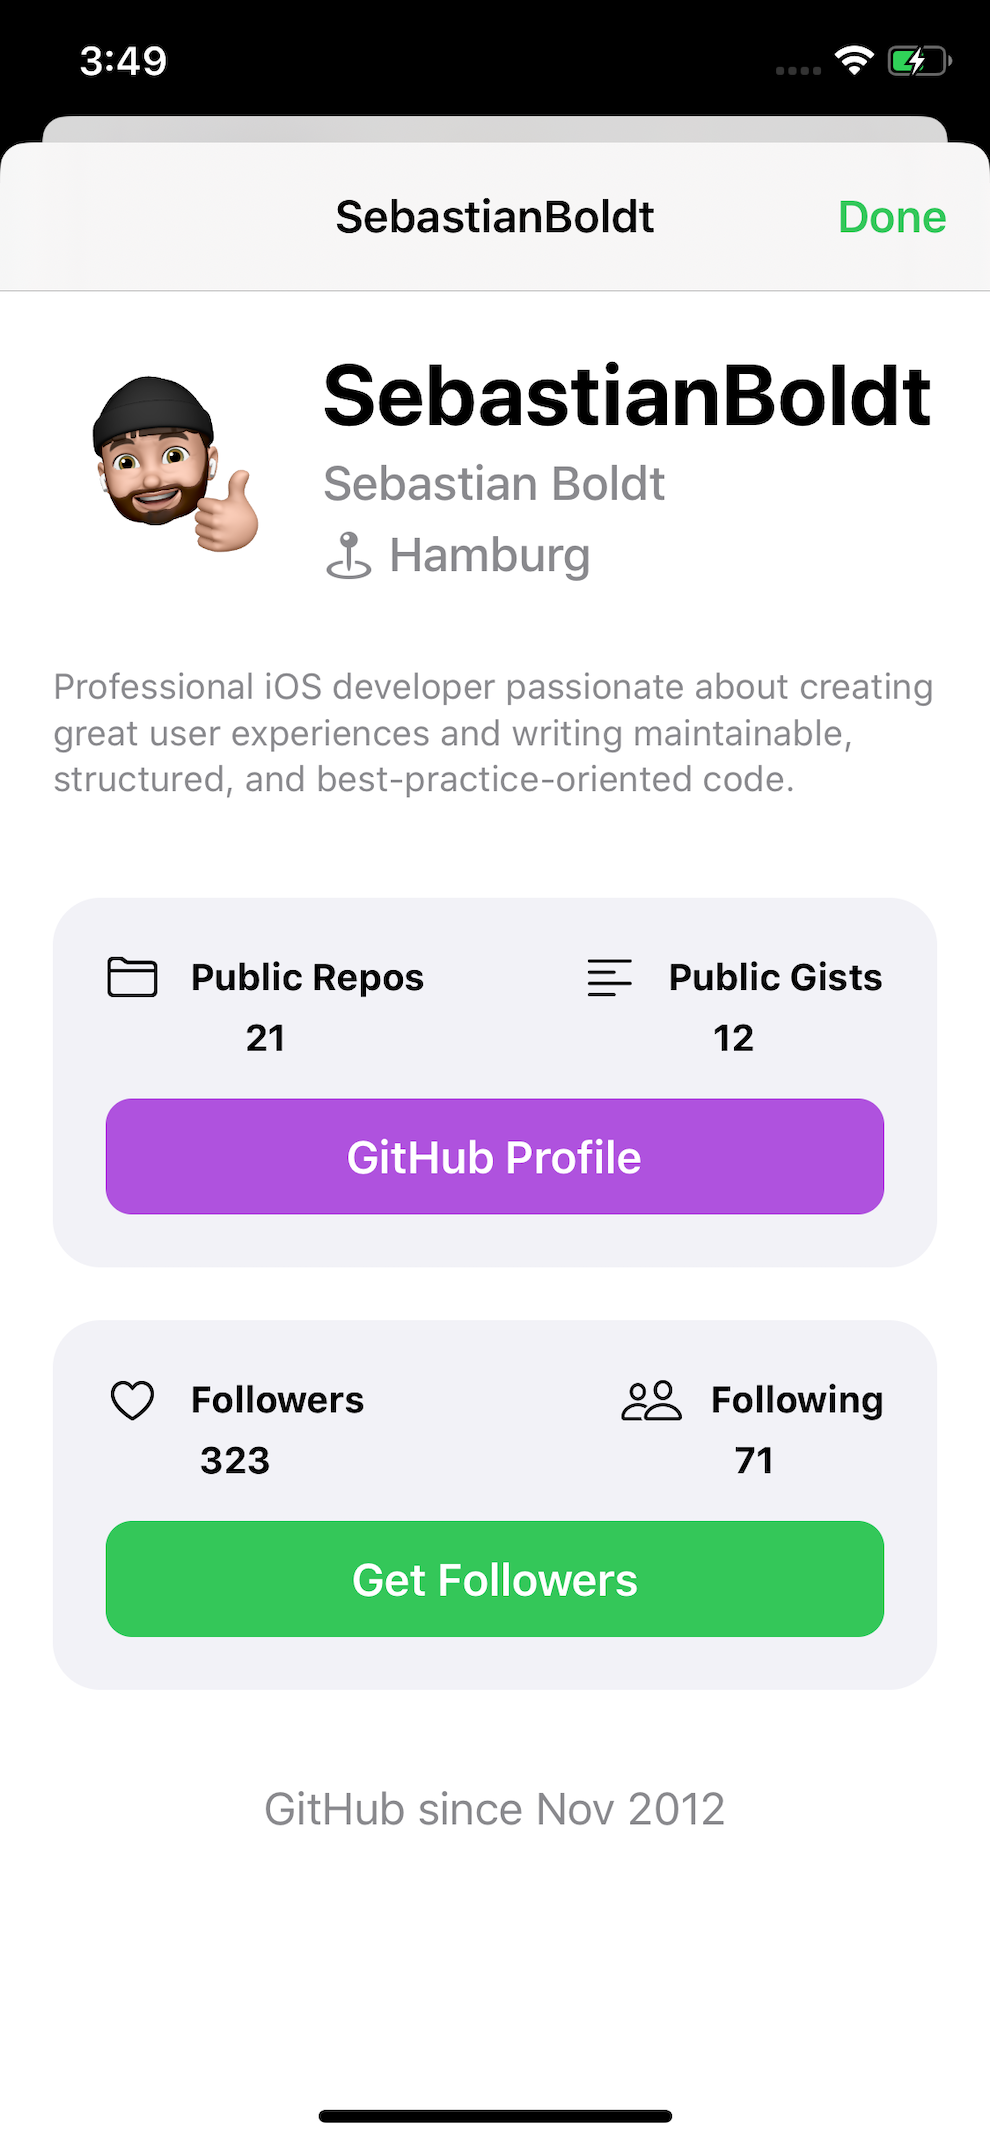 3:49
SebastianBoldt
Done
SebastianBoldt
Sebastian Boldt
Hamburg
Professional iOS developer passionate about creating
great user experiences and writing maintainable,
structured, and best-practice-oriented code.
Public Repos
21
Public Gists
12
GitHub Profile
Followers
323
Following
71
Get Followers
GitHub since Nov 2012